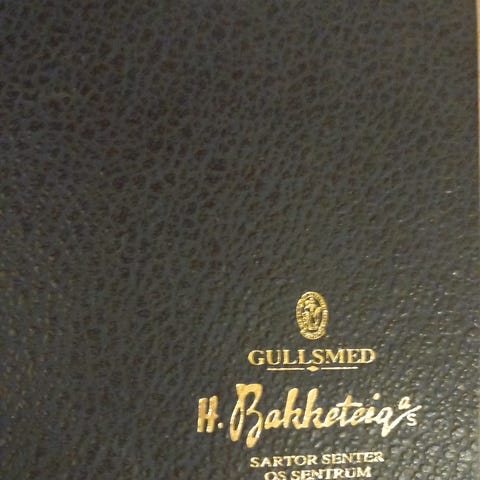 GULLSMED
H. Bakketeig a/s
SARTOR SENTER
OS SENTRUM